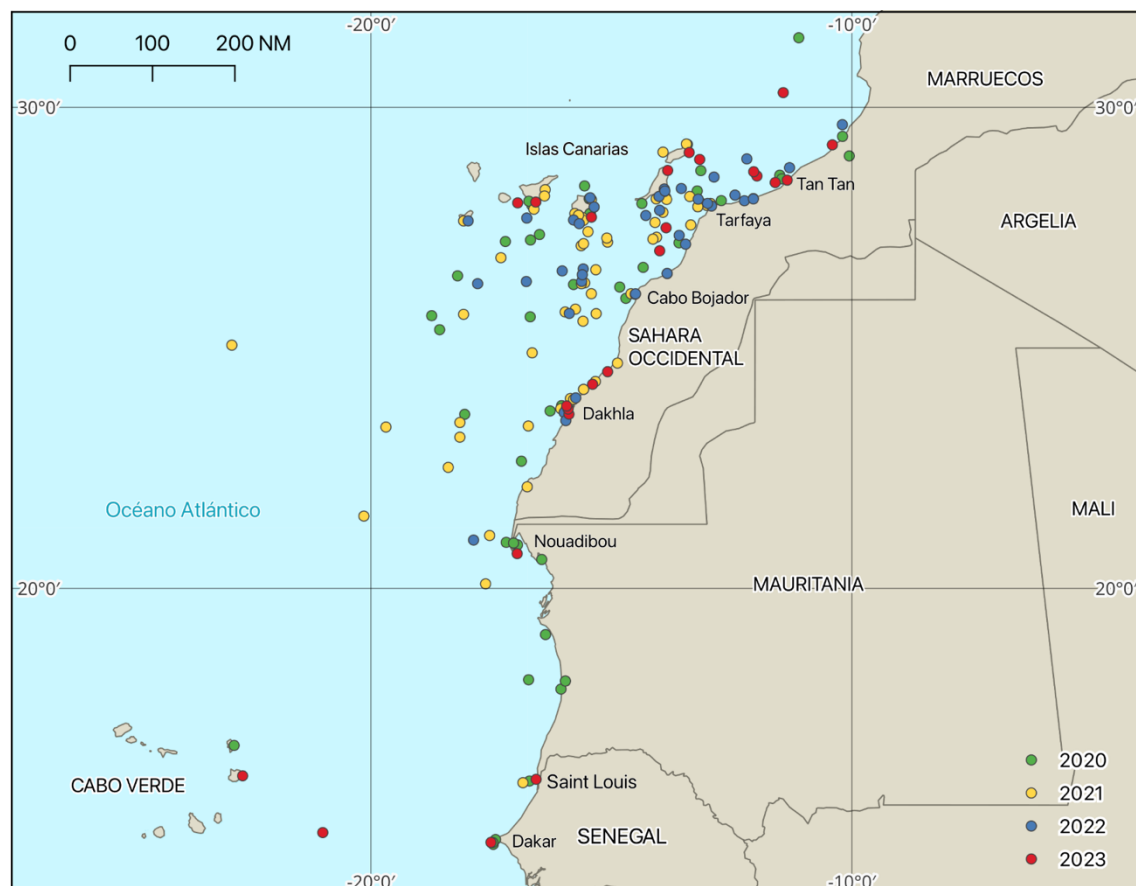 -20°0′ -10°0′
0 100 200 NM
MARRUECOS
30°0′ 30°0′
Islas Canarias
Tan Tan
Tarfaya
ARGELIA
Cabo Bojador
SAHARA
OCCIDENTAL
Dakhla
Océano Atlántico
MALI
Nouadibou
MAURITANIA
20°0′ 20°0′
CABO VERDE
Saint Louis
Dakar
SENEGAL
2020
2021
2022
2023
-20°0′ -10°0′